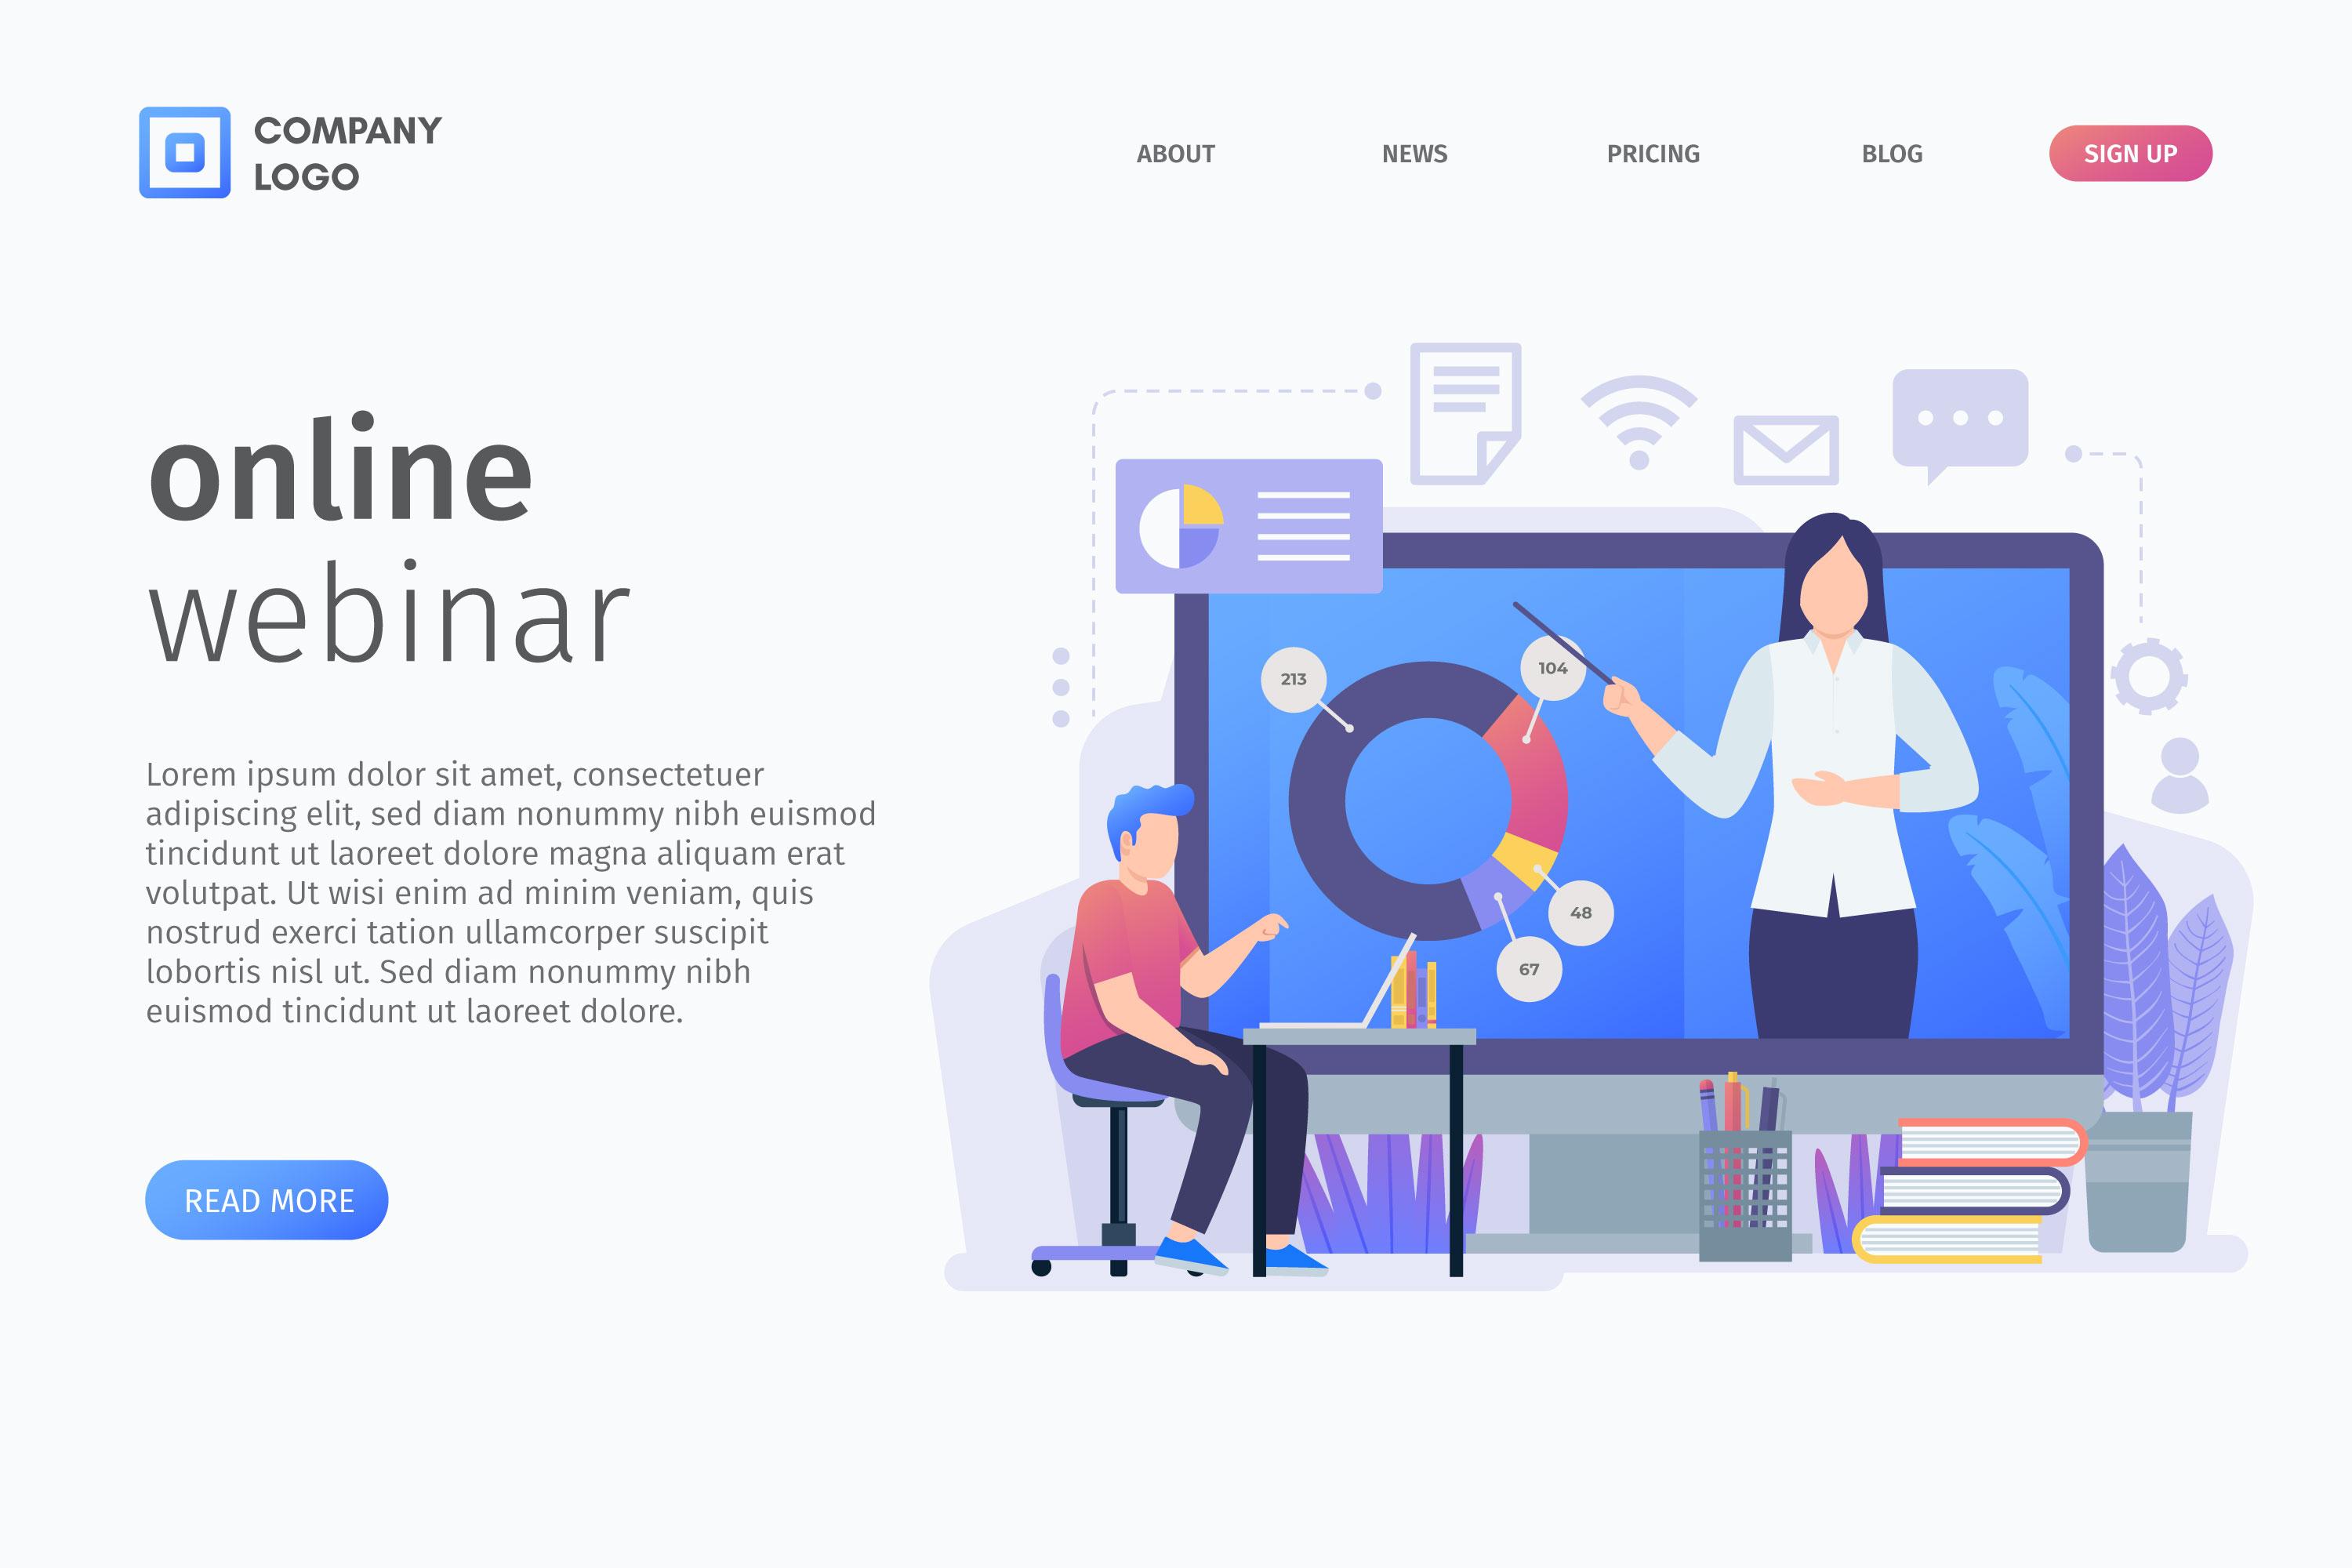 COMPANY
LOGO
ABOUT
NEWS
PRICING
BLOG
SIGN UP
online
webinar
Lorem ipsum dolor sit amet, consectetuer
adipiscing elit, sed diam nonummy nibh euismod
tincidunt ut laoreet dolore magna aliquam erat
volutpat. Ut wisi enim ad minim veniam, quis
nostrud exerci tation ullamcorper suscipit
lobortis nisl ut. Sed diam nonummy nibh
euismod tincidunt ut laoreet dolore.
READ MORE
213
104
48
67